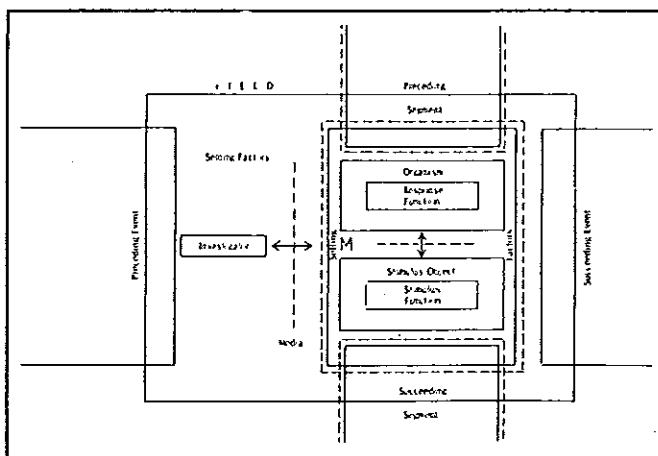 F I E L D
Preceding
Segment
Setting Factors
Organism
Response
Function
Preceding Event
Investigator
Setting
M
Factors
Succeeding Event
Stimulus Object
Stimulus
Function
Media
Succeeding
Segment